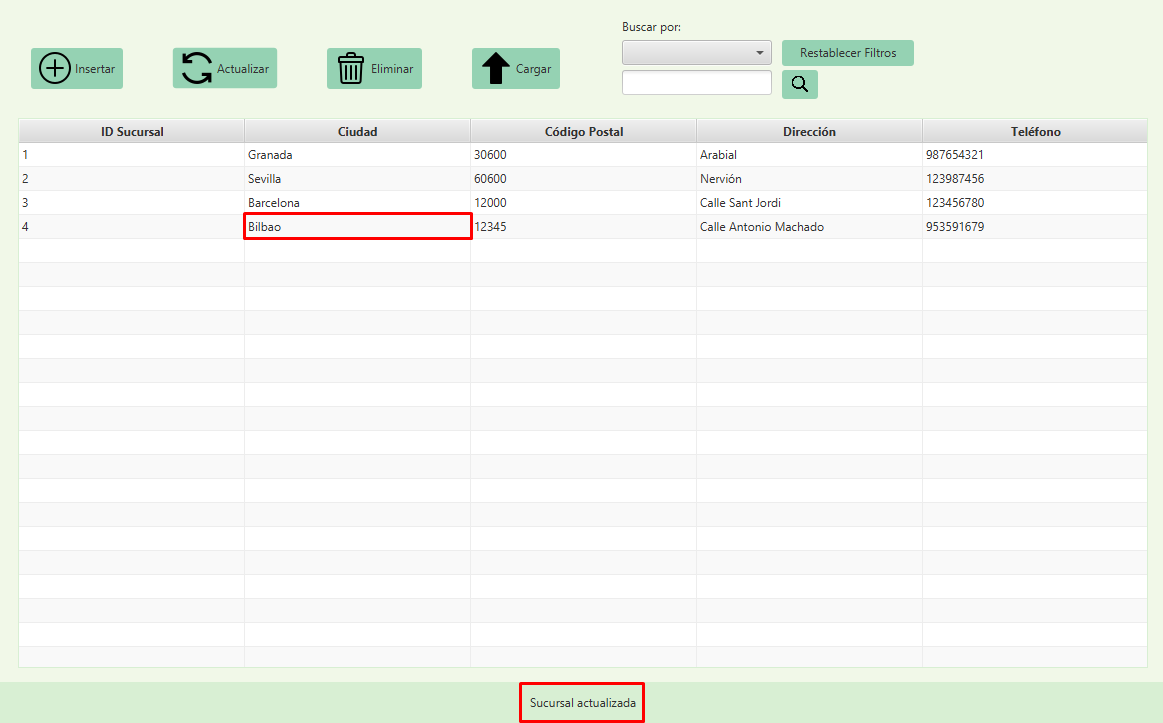 Buscar por:
Insertar Actualizar Eliminar Cargar Restablecer Filtros
ID Sucursal Ciudad Código Postal Dirección Teléfono
1 Granada 30600 Arabial 987654321
2 Sevilla 60600 Nervión 123987456
3 Barcelona 12000 Calle Sant Jordi 123456780
4 Bilbao 12345 Calle Antonio Machado 953591679
Sucursal actualizada